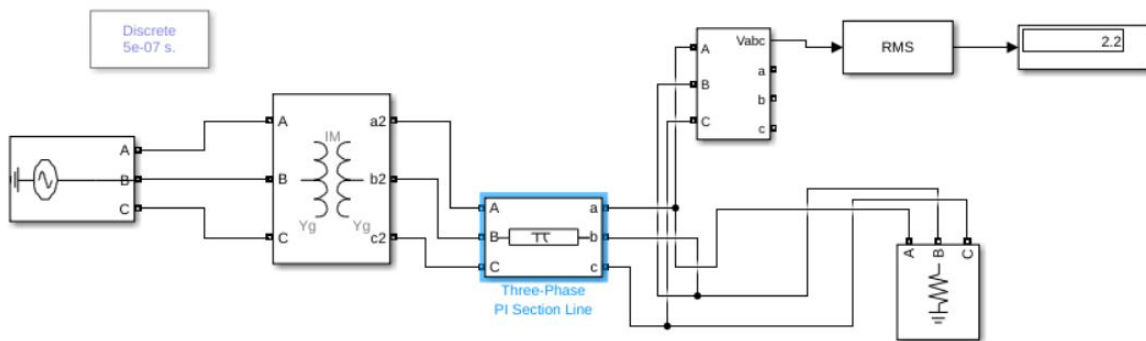 Discrete
5e-07 s.
A
B
C
A
B
C
IM
Yg
Yg
a2
b2
c2
A
B
C
a
b
c
Three-Phase
PI Section Line
A
B
C
Vabc
a
b
c
RMS
2.2
A
B
C